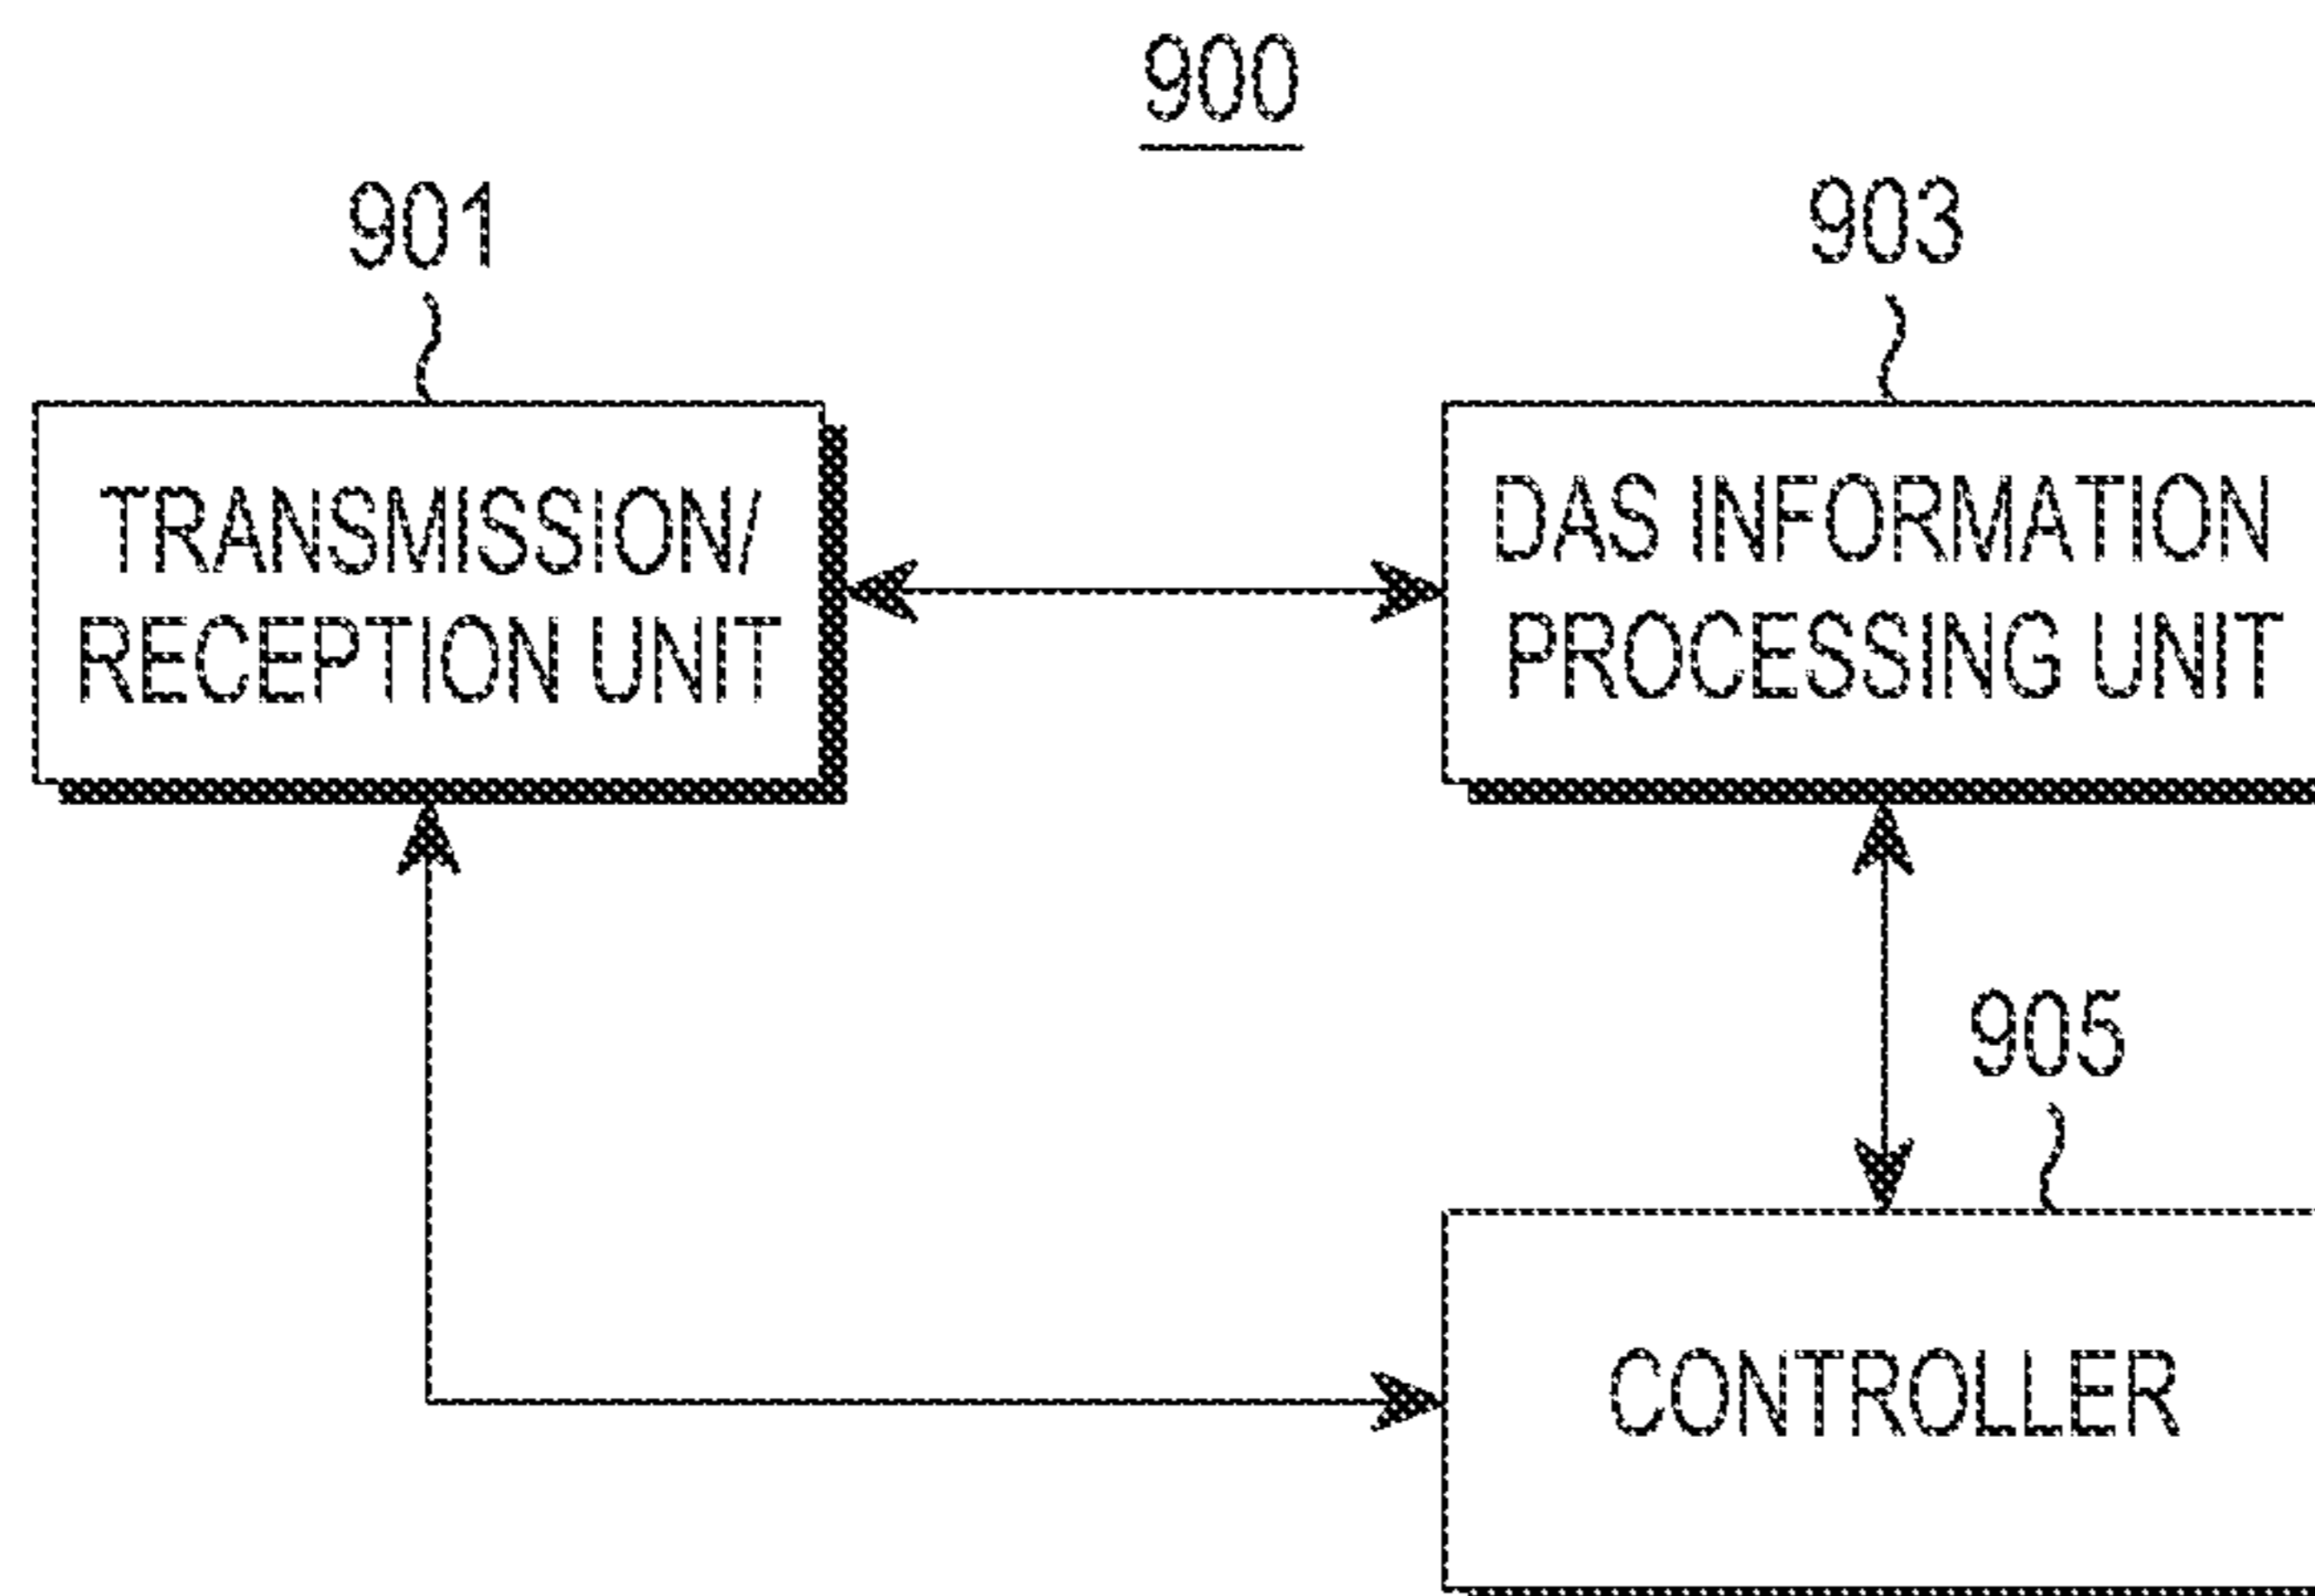 900
901
903
TRANSMISSION/
RECEPTION UNIT
DAS INFORMATION
PROCESSING UNIT
905
CONTROLLER